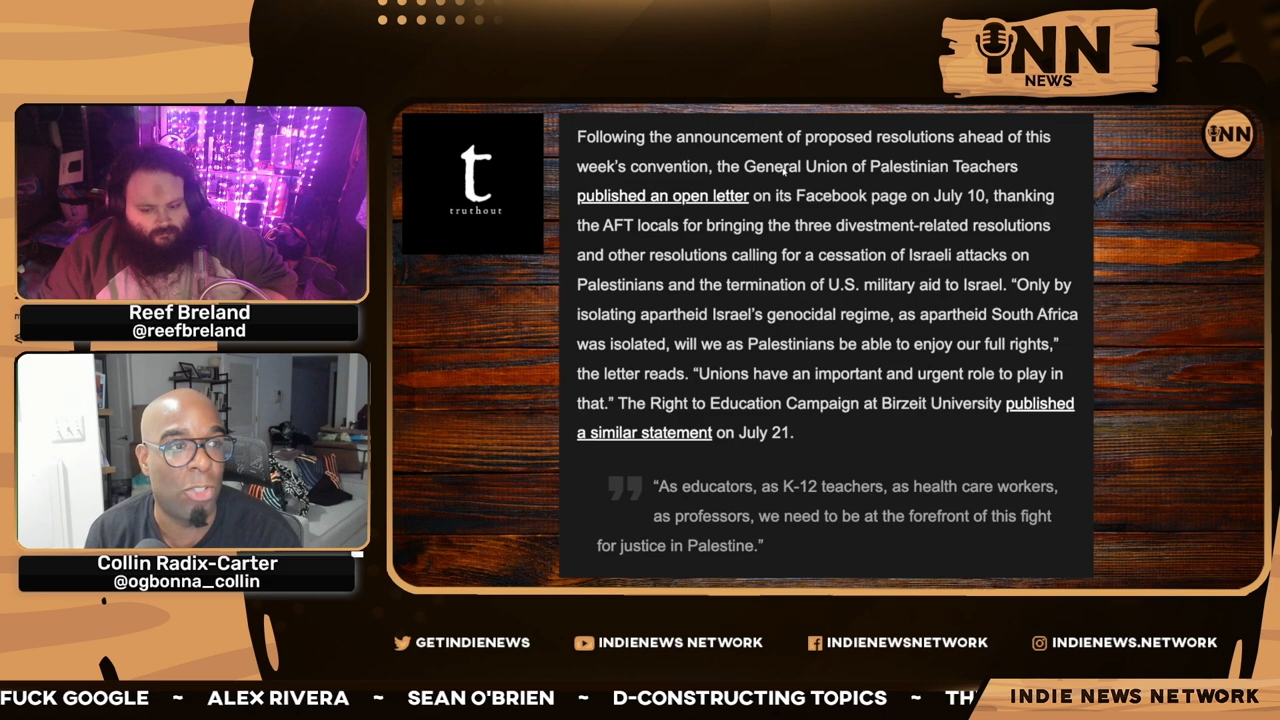 INN
NEWS
INN
t
truthout
Following the announcement of proposed resolutions ahead of this
week's convention, the General Union of Palestinian Teachers
published an open letter on its Facebook page on July 10, thanking
the AFT locals for bringing the three divestment-related resolutions
and other resolutions calling for a cessation of Israeli attacks on
Palestinians and the termination of U.S. military aid to Israel. “Only by
isolating apartheid Israel’s genocidal regime, as apartheid South Africa
was isolated, will we as Palestinians be able to enjoy our full rights,”
the letter reads. “Unions have an important and urgent role to play in
that.” The Right to Education Campaign at Birzeit University published
a similar statement on July 21.
“As educators, as K-12 teachers, as health care workers,
as professors, we need to be at the forefront of this fight
for justice in Palestine.”
Reef Breland
@reefbreland
Collin Radix-Carter
@ogbonna_collin
GETINDIENEWS
INDIENEWS NETWORK
INDIENEWSNETWORK
INDIENEWS.NETWORK
FUCK GOOGLE ~ ALEX RIVERA ~ SEAN O'BRIEN ~ D-CONSTRUCTING TOPICS ~ TH
INDIE NEWS NETWORK